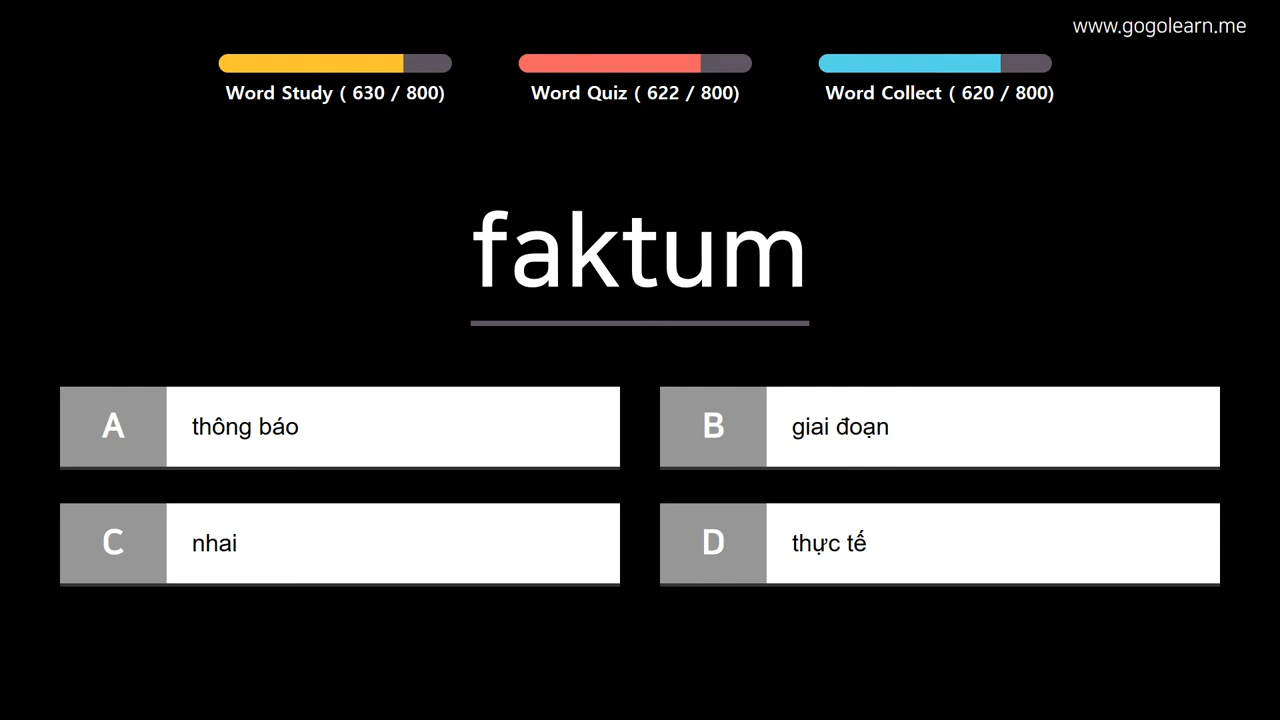 www.gogolearn.me
Word Study ( 630 / 800)
Word Quiz ( 622 / 800)
Word Collect ( 620 / 800)
faktum
A thông báo
B giai đoạn
C nhai
D thực tế